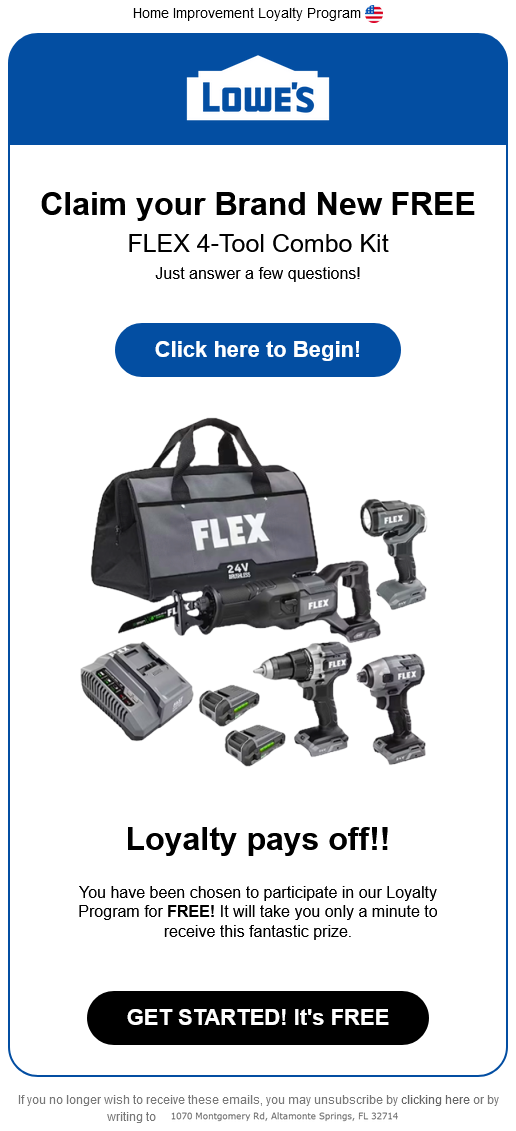 Home Improvement Loyalty Program
LOWE'S
Claim your Brand New FREE
FLEX 4-Tool Combo Kit
Just answer a few questions!
Click here to Begin!
FLEX
24V
BRUSHLESS
FLEX
FLEX
FLEX
FLEX
Loyalty pays off!!
You have been chosen to participate in our Loyalty
Program for FREE! It will take you only a minute to
receive this fantastic prize.
GET STARTED! It's FREE
If you no longer wish to receive these emails, you may unsubscribe by clicking here or by
writing to 1070 Montgomery Rd, Altamonte Springs, FL 32714